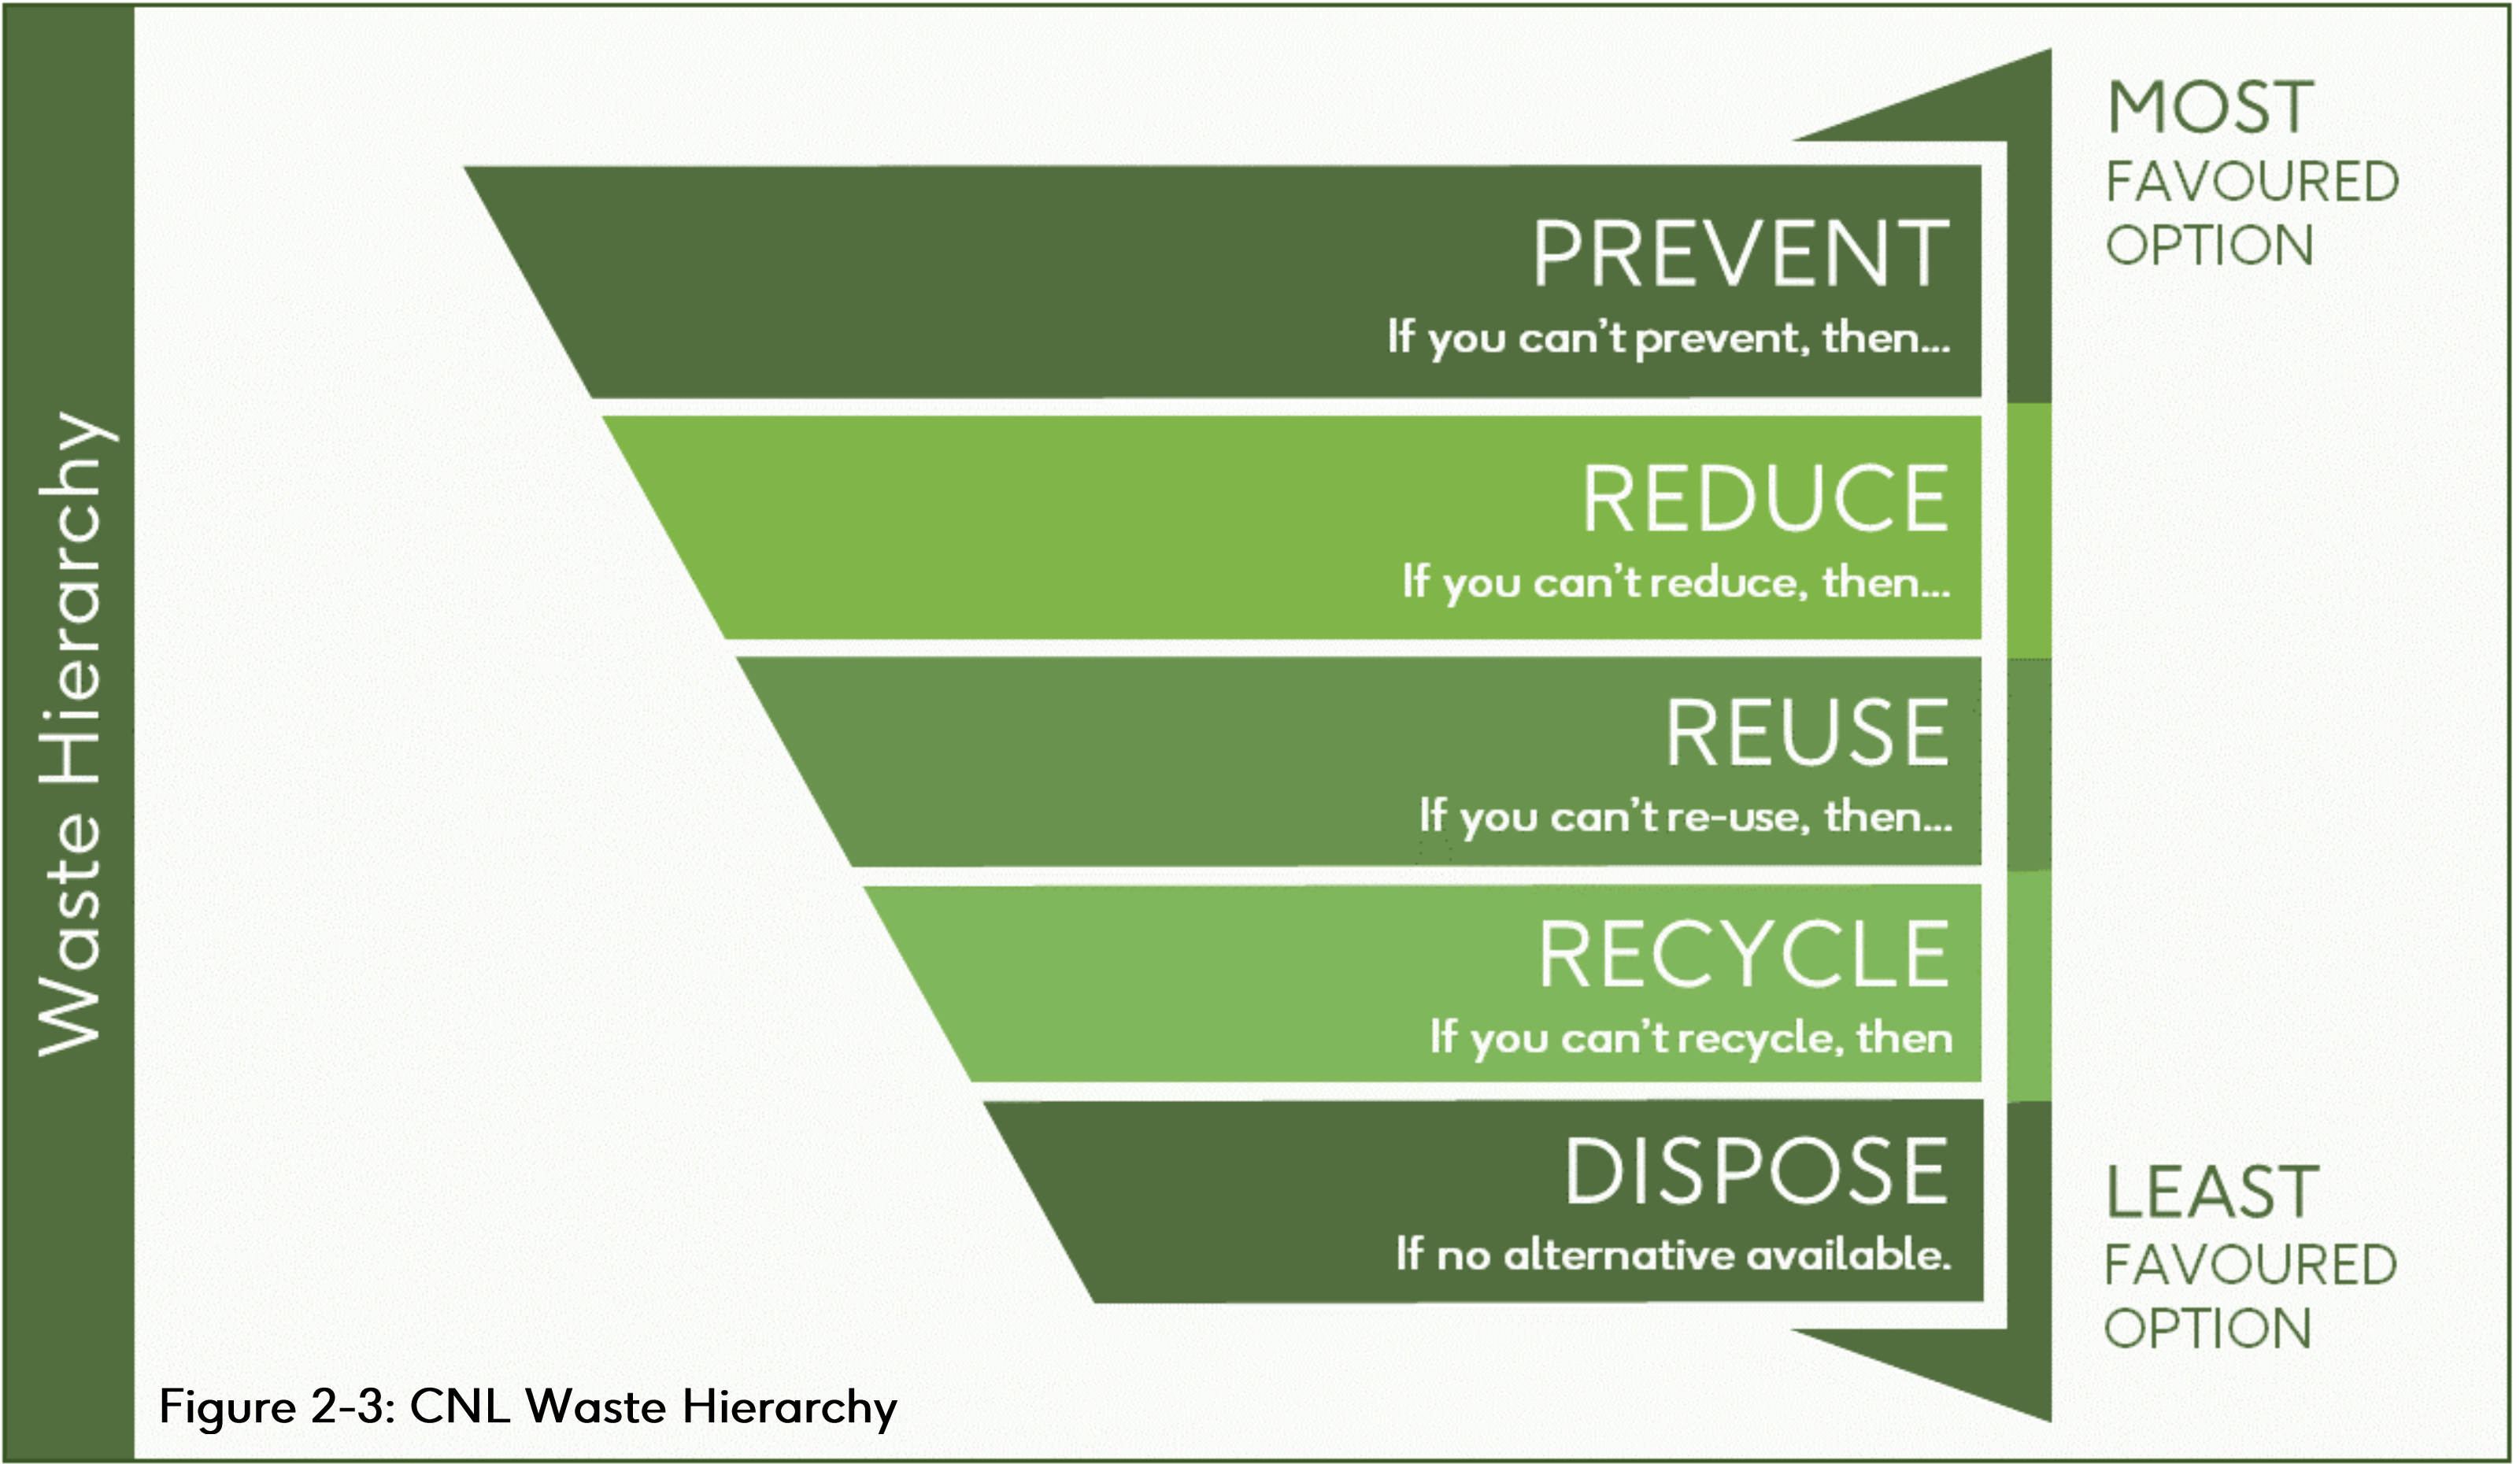 Waste Hierarchy
MOST
FAVOURED
OPTION
PREVENT
If you can't prevent, then...
REDUCE
If you can't reduce, then...
REUSE
If you can't re-use, then...
RECYCLE
If you can't recycle, then
DISPOSE
If no alternative available.
LEAST
FAVOURED
OPTION
Figure 2-3: CNL Waste Hierarchy